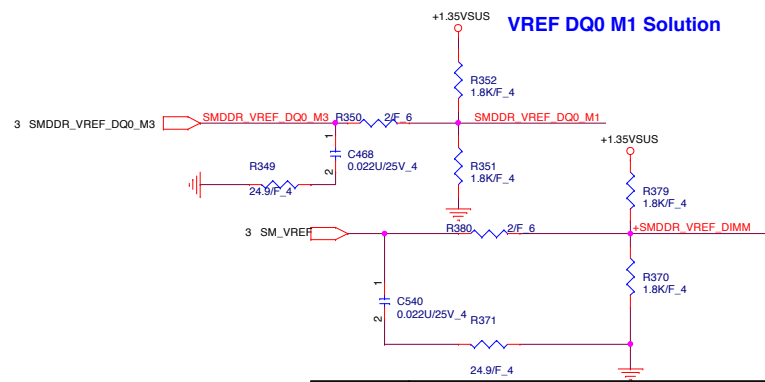 +1.35VSUS
VREF DQ0 M1 Solution
R352
1.8K/F_4
3 SMDDR_VREF_DQ0_M3
SMDDR_VREF_DQ0_M3
R350
2/F_6
SMDDR_VREF_DQ0_M1
1
C468
0.022U/25V_4
2
R349
24.9/F_4
R351
1.8K/F_4
+1.35VSUS
R379
1.8K/F_4
3 SM_VREF
R380
2/F_6
+SMDDR_VREF_DIMM
R370
1.8K/F_4
1
C540
0.022U/25V_4
2
R371
24.9/F_4